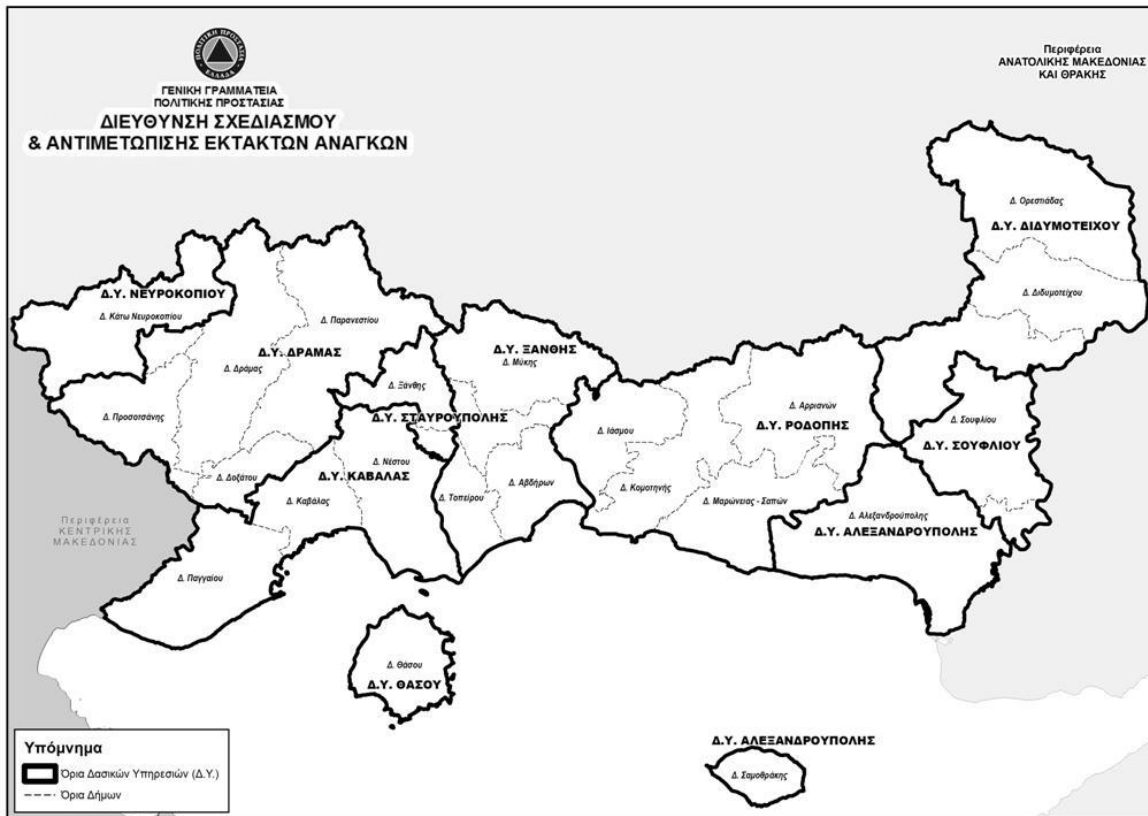 ΠΟΛΙΤΙΚΗ ΠΡΟΣΤΑΣΙΑ
ΕΛΛΑΔΑ
ΓΕΝΙΚΗ ΓΡΑΜΜΑΤΕΙΑ
ΠΟΛΙΤΙΚΗΣ ΠΡΟΣΤΑΣΙΑΣ
ΔΙΕΥΘΥΝΣΗ ΣΧΕΔΙΑΣΜΟΥ
& ΑΝΤΙΜΕΤΩΠΙΣΗΣ ΕΚΤΑΚΤΩΝ ΑΝΑΓΚΩΝ
Περιφέρεια
ΑΝΑΤΟΛΙΚΗΣ ΜΑΚΕΔΟΝΙΑΣ
ΚΑΙ ΘΡΑΚΗΣ
Δ. Ορεστιάδας
Δ.Υ. ΔΙΔΥΜΟΤΕΙΧΟΥ
Δ. Διδυμοτείχου
Δ.Υ. ΝΕΥΡΟΚΟΠΙΟΥ
Δ. Κάτω Νευροκοπίου
Δ. Παρανεστίου
Δ.Υ. ΔΡΑΜΑΣ
Δ. Δράμας
Δ.Υ. ΞΑΝΘΗΣ
Δ. Μύκης
Δ. Ξάνθης
Δ. Προσοτσάνης
Δ.Υ. ΣΤΑΥΡΟΥΠΟΛΗΣ
Δ. Αρριανών
Δ.Υ. ΡΟΔΟΠΗΣ
Δ. Ιάσμου
Δ. Σουφλίου
Δ.Υ. ΣΟΥΦΛΙΟΥ
Δ. Νέστου
Δ.Υ. ΚΑΒΑΛΑΣ
Δ. Δοξάτου
Δ. Καβάλας
Δ. Τοπείρου
Δ. Αβδήρων
Δ. Κομοτηνής
Δ. Μαρώνειας - Σαπών
Δ. Αλεξανδρούπολης
Δ.Υ. ΑΛΕΞΑΝΔΡΟΥΠΟΛΗΣ
Περιφέρεια
ΚΕΝΤΡΙΚΗΣ
ΜΑΚΕΔΟΝΙΑΣ
Δ. Παγγαίου
Δ. Θάσου
Δ.Υ. ΘΑΣΟΥ
Δ.Υ. ΑΛΕΞΑΝΔΡΟΥΠΟΛΗΣ
Δ. Σαμοθράκης
Υπόμνημα
Όρια Δασικών Υπηρεσιών (Δ.Υ.)
Όρια Δήμων